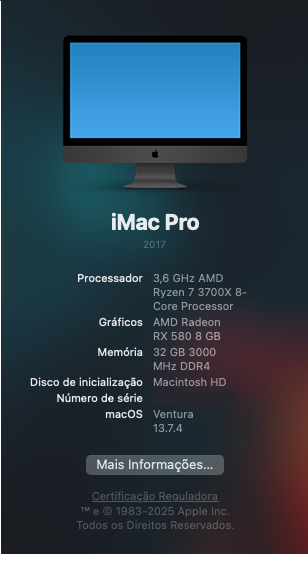 iMac Pro
2017
Processador 3,6 GHz AMD
Ryzen 7 3700X 8-
Core Processor
Gráficos AMD Radeon
RX 580 8 GB
Memória 32 GB 3000
MHz DDR4
Disco de inicialização Macintosh HD
Número de série
macOS Ventura
13.7.4
Mais Informações...
Certificação Reguladora
™ e © 1983-2025 Apple Inc.
Todos os Direitos Reservados.